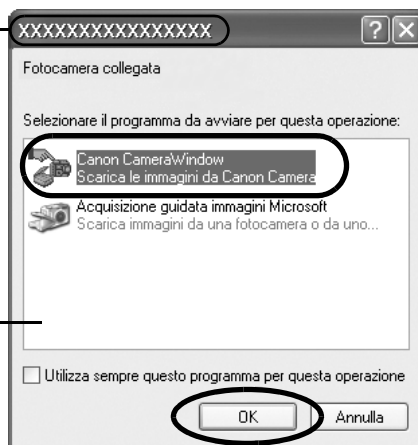 XXXXXXXXXXXXXXXX
Fotocamera collegata
Selezionare il programma da avviare per questa operazione:
Canon CameraWindow
Scarica le immagini da Canon Camera
Acquisizione guidata immagini Microsoft
Scarica immagini da una fotocamera o da uno...
Utilizza sempre questo programma per questa operazione
OK
Annulla